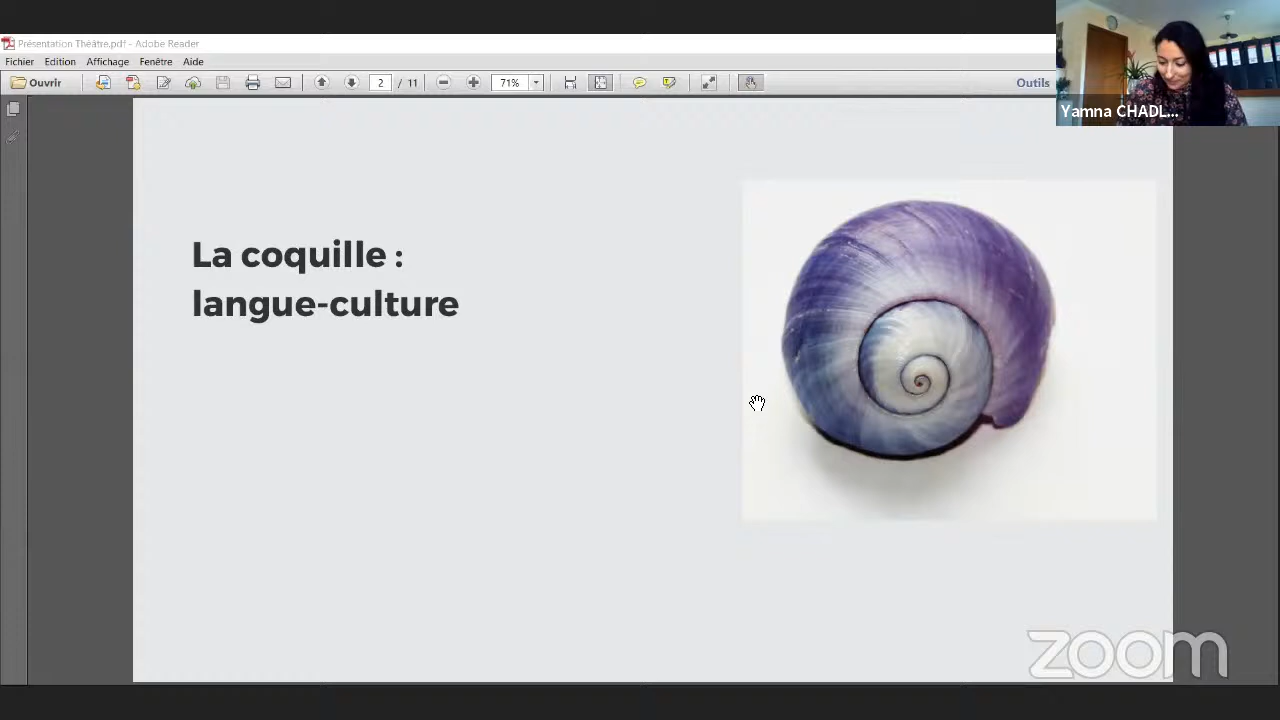 Présentation Théâtre.pdf - Adobe Reader
Fichier Edition Affichage Fenêtre Aide
Ouvrir 2 / 11 71% Outils
Yamna CHADL...
La coquille :
langue-culture
zoom